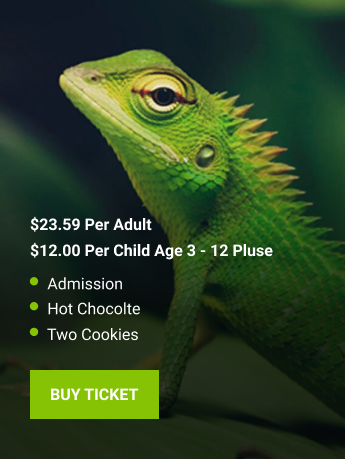 $23.59 Per Adult
$12.00 Per Child Age 3 - 12 Pluse
Admission
Hot Chocolte
Two Cookies
BUY TICKET